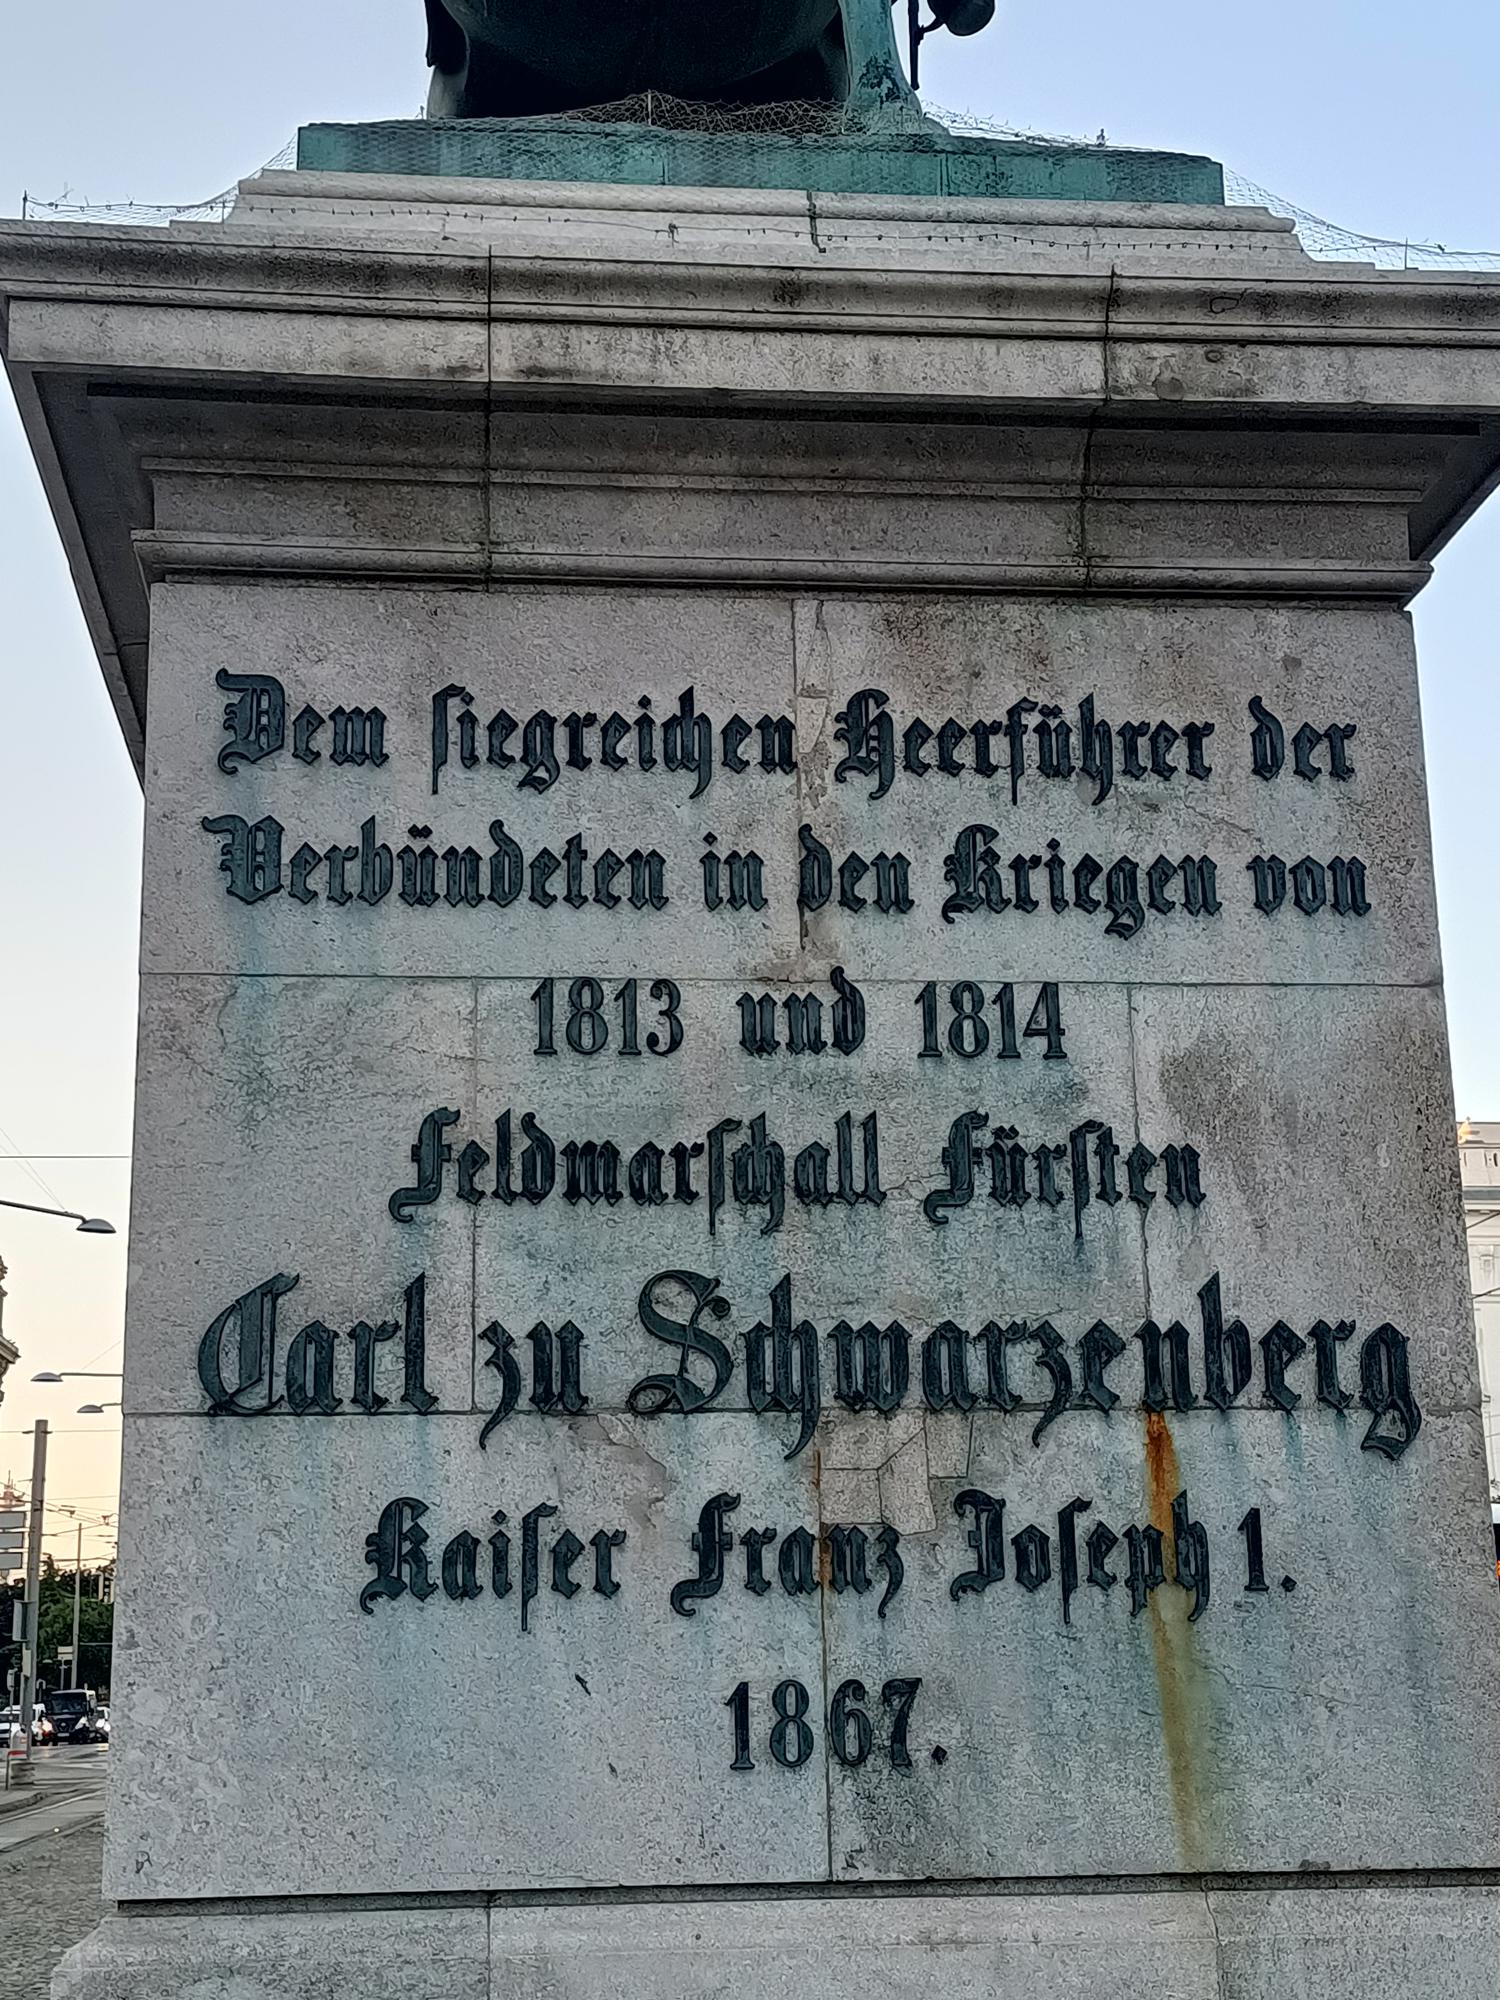 Dem siegreichen Heerführer der
Verbündeten in den Kriegen von
1813 und 1814
Feldmarschall Fürsten
Carl zu Schwarzenberg
Kaiser Franz Joseph 1.
1867.